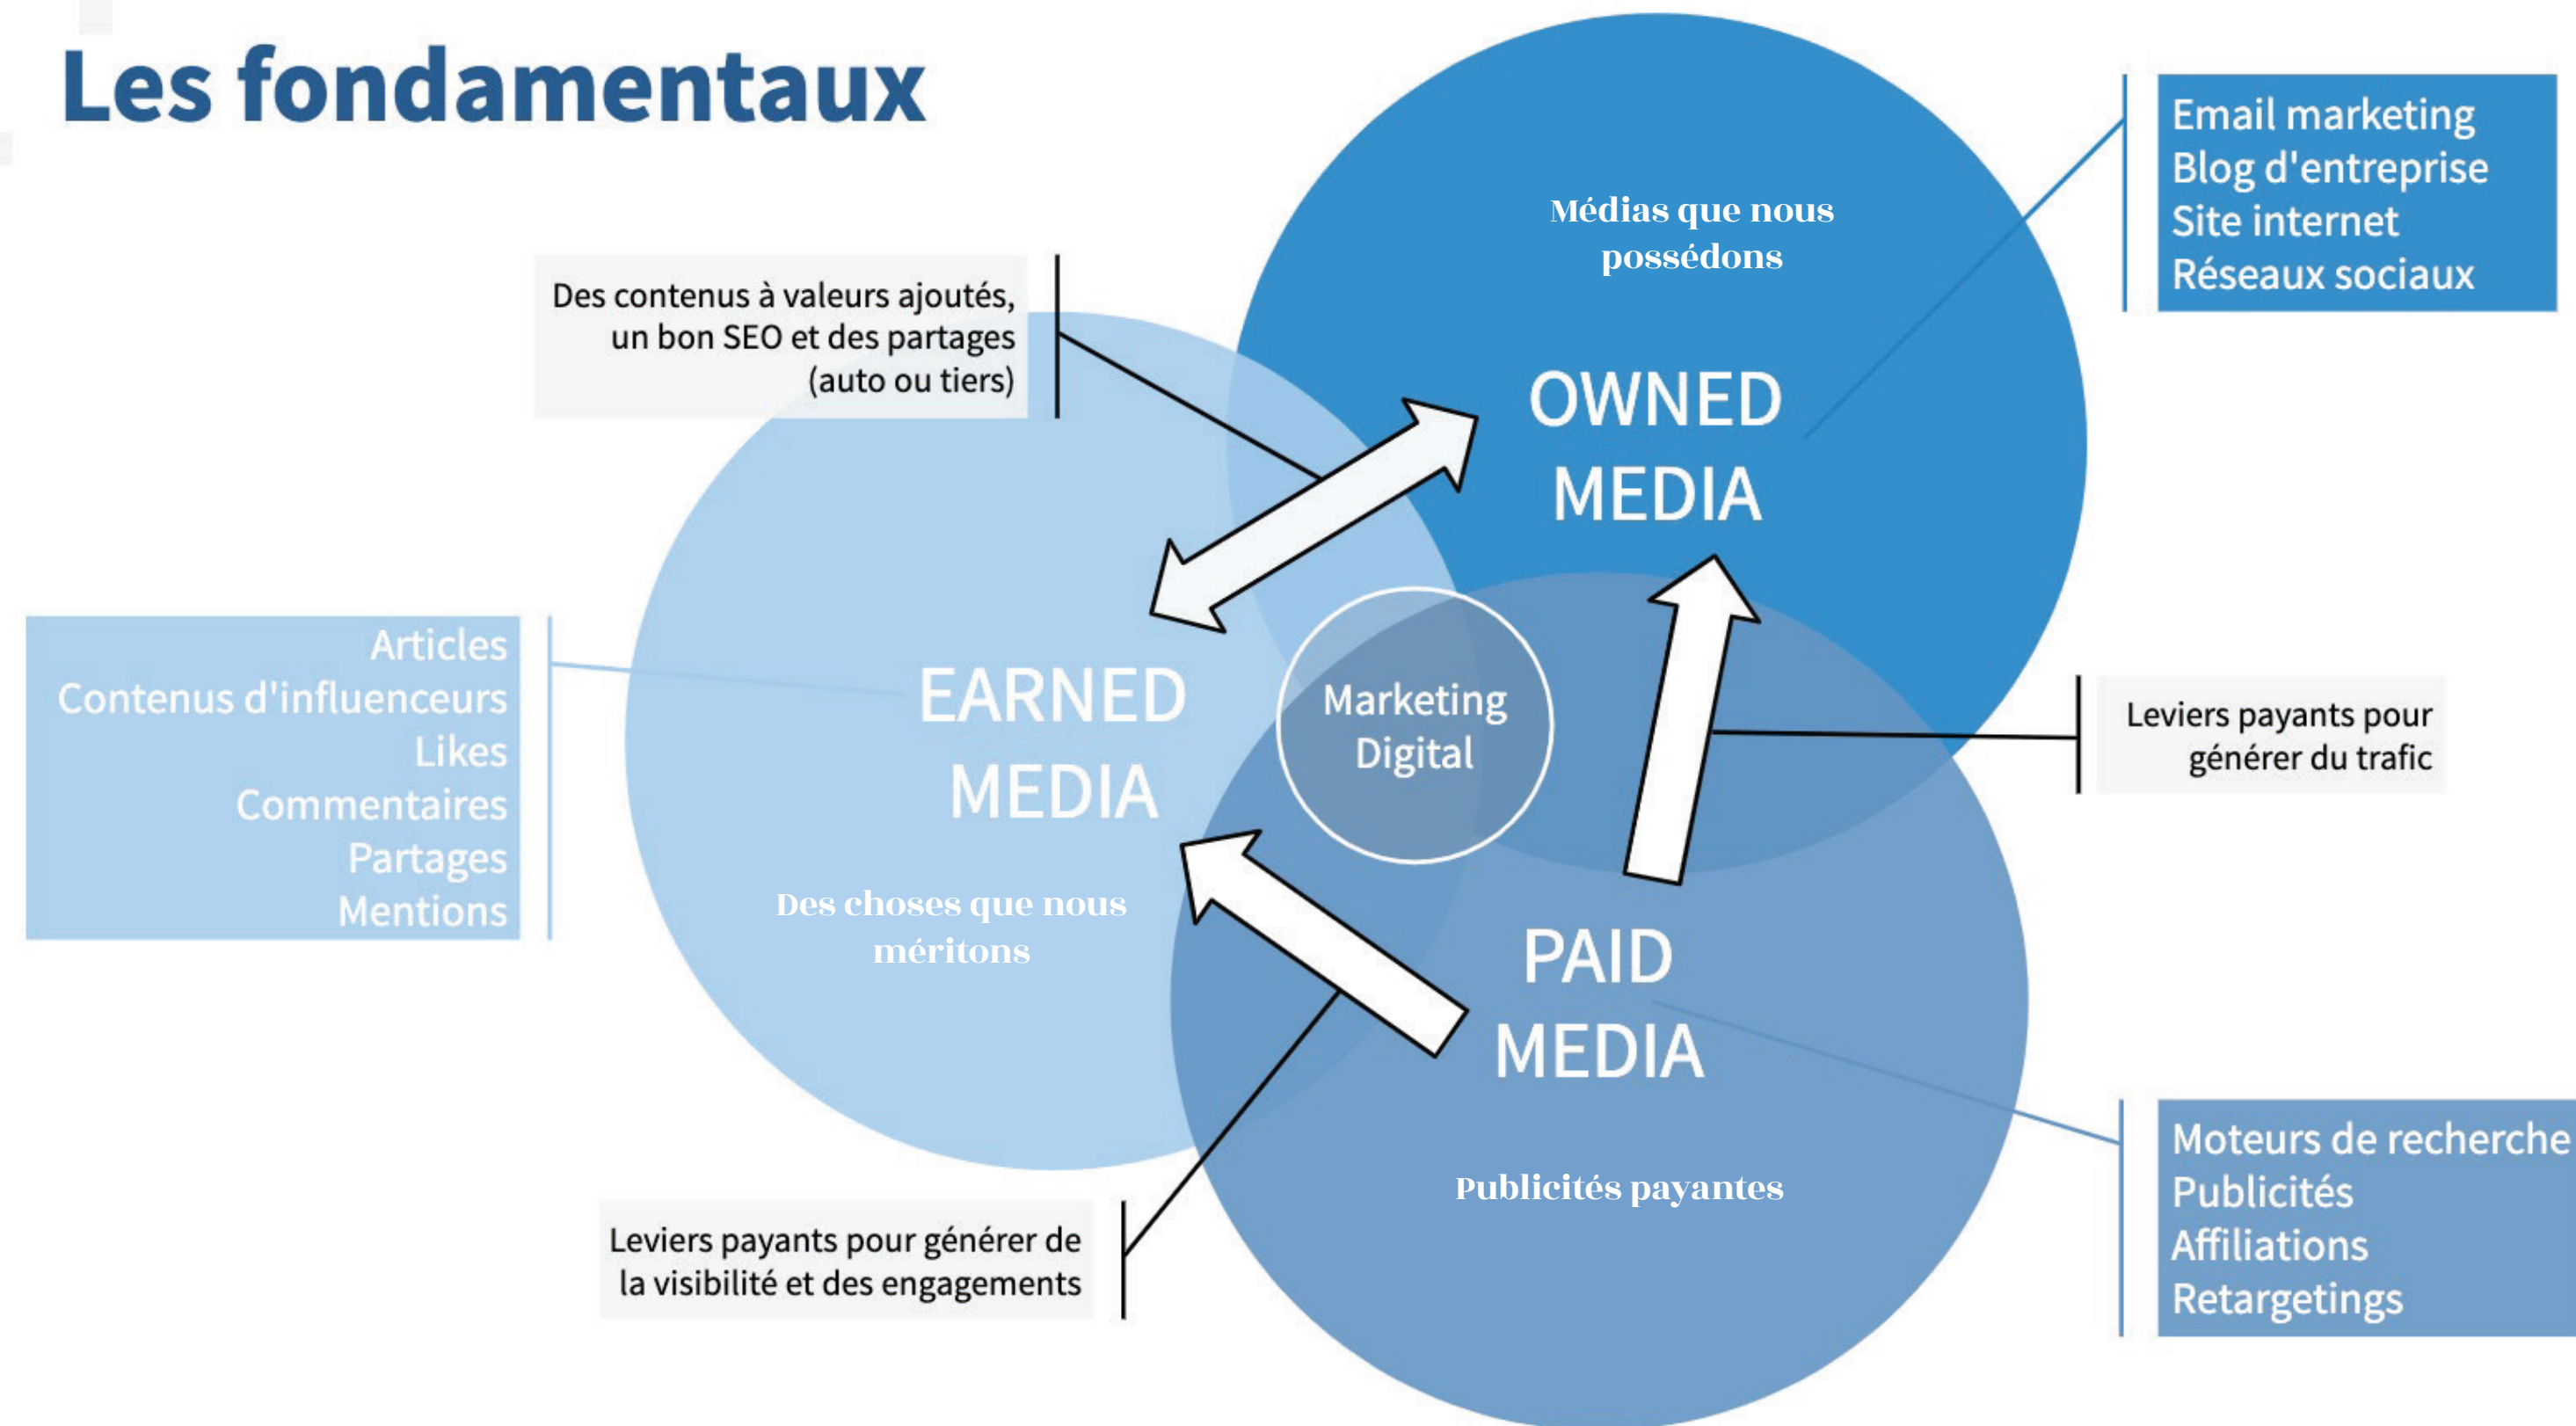 Les fondamentaux
Médias que nous
possédons
OWNED
MEDIA
Email marketing
Blog d'entreprise
Site internet
Réseaux sociaux
Des contenus à valeurs ajoutés,
un bon SEO et des partages
(auto ou tiers)
Articles
Contenus d'influenceurs
Likes
Commentaires
Partages
Mentions
EARNED
MEDIA
Des choses que nous
méritons
Marketing
Digital
Leviers payants pour
générer du trafic
PAID
MEDIA
Publicités payantes
Leviers payants pour générer de
la visibilité et des engagements
Moteurs de recherche
Publicités
Affiliations
Retargetings